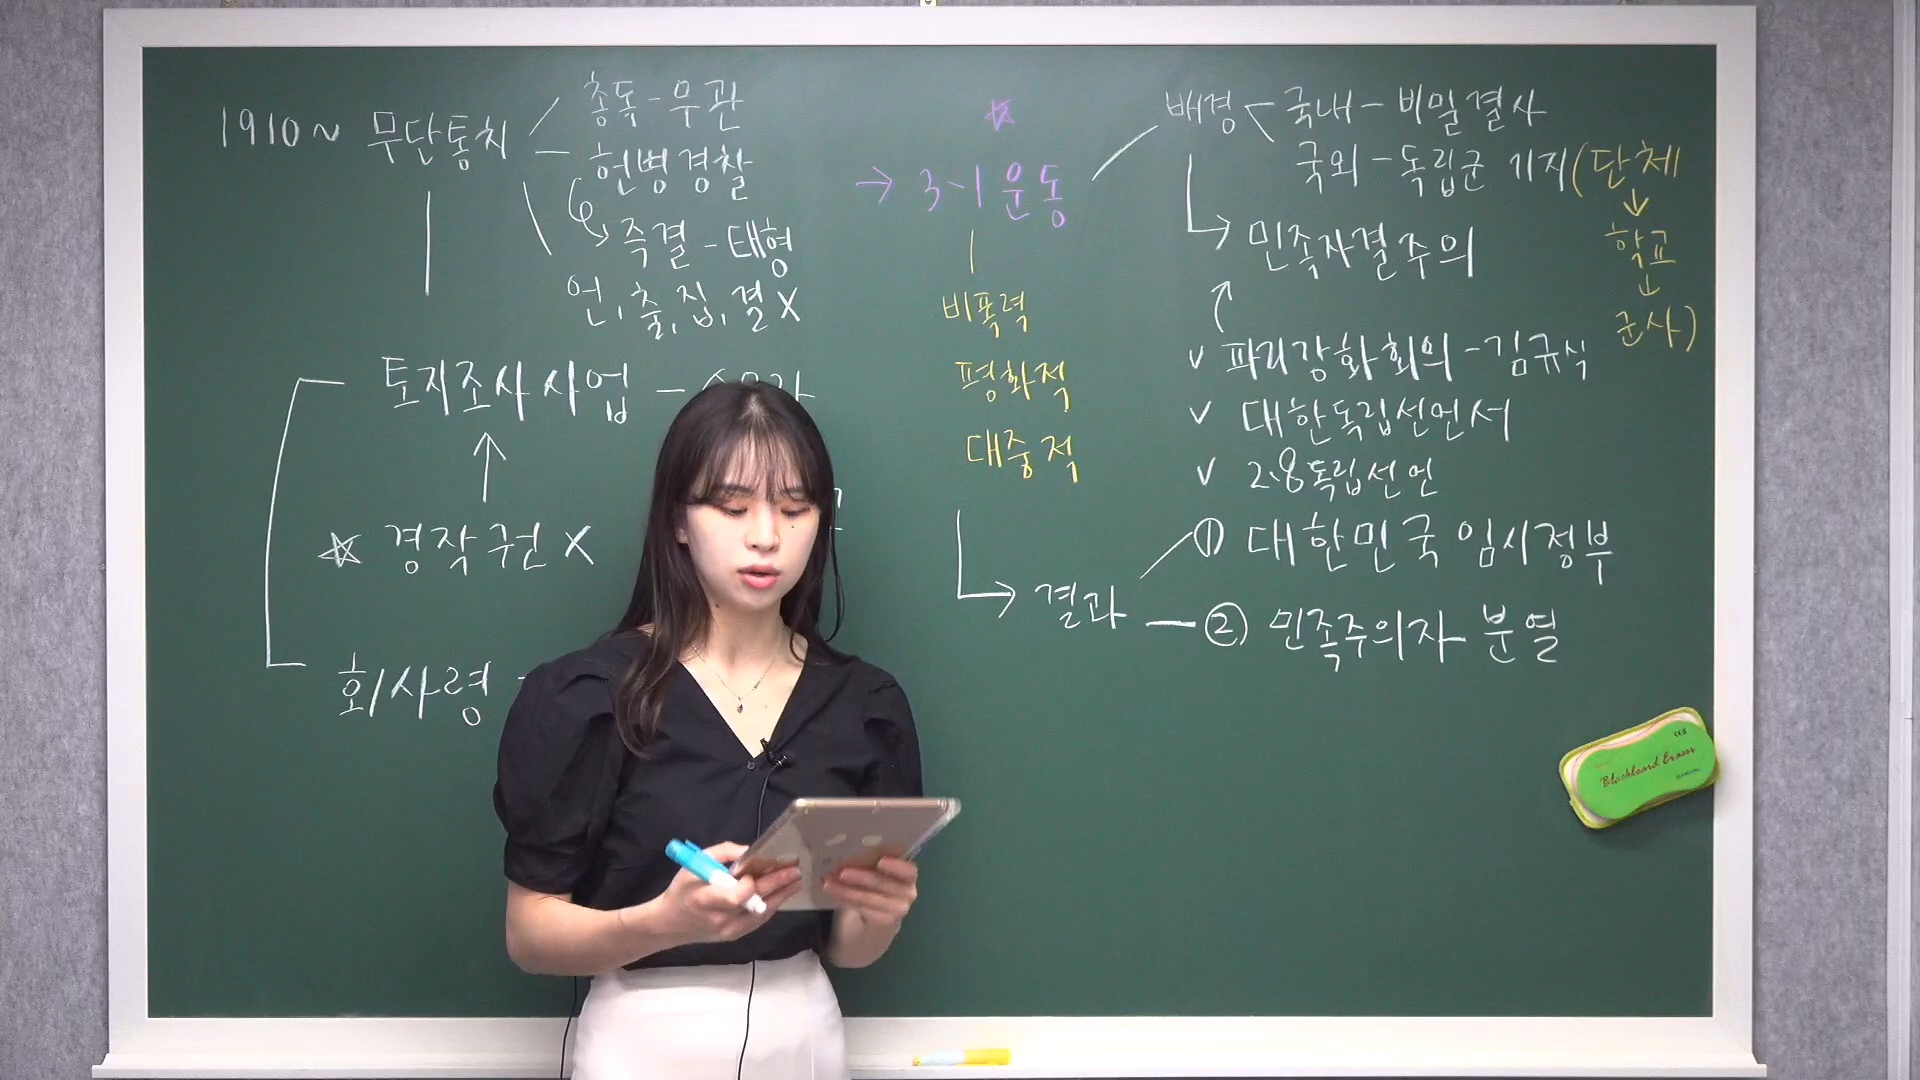 1910~ 무단통치
총독-무관
헌병경찰
즉결-태형
언, 출, 집, 결 X
토지조사사업 -
경작권 X
회사령
→ 3·1 운동
비폭력
평화적
대중적
배경
국내 - 비밀결사
국외 - 독립군 기지(단체
↓
학교
↓
군사)
민족자결주의
v 파리강화회의 - 김규식
v 대한독립선언서
v 2.8독립선언
결과
① 대한민국 임시정부
② 민족주의자 분열
Blackboard Eraser